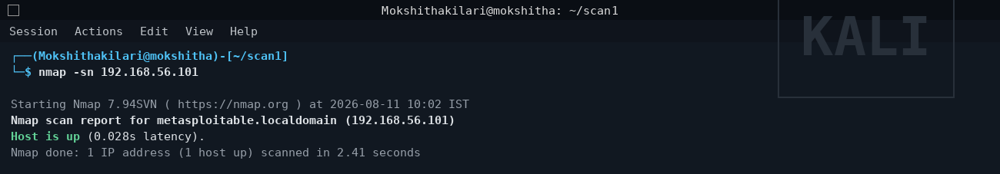 Mokshithakilari@mokshitha: ~/scan1
KALI
Session Actions Edit View Help
┌──(Mokshithakilari@mokshitha)-[~/scan1]
└─$ nmap -sn 192.168.56.101
Starting Nmap 7.94SVN ( https://nmap.org ) at 2026-08-11 10:02 IST
Nmap scan report for metasploitable.localdomain (192.168.56.101)
Host is up (0.028s latency).
Nmap done: 1 IP address (1 host up) scanned in 2.41 seconds